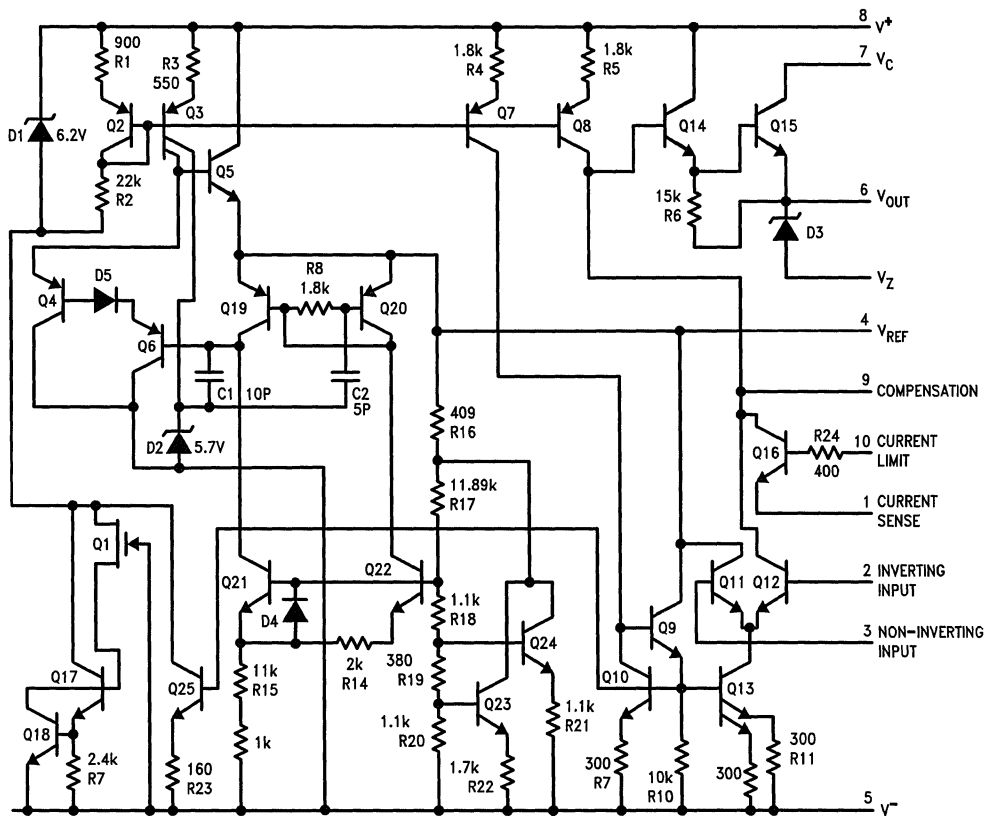 8 V+
7 VC
900
R1
R3
550
1.8k
R4
1.8k
R5
D1
6.2V
Q2
Q3
Q7
Q8
Q14
Q15
Q5
22k
R2
15k
R6
6 VOUT
D3
VZ
Q4
D5
R8
1.8k
Q19
Q20
Q6
4 VREF
C1
10P
C2
5P
9 COMPENSATION
409
R16
D2
5.7V
Q16
R24
400
10 CURRENT
LIMIT
11.89k
R17
1 CURRENT
SENSE
Q1
Q21
Q22
Q11
Q12
2 INVERTING
INPUT
D4
1.1k
R18
Q24
Q9
3 NON-INVERTING
INPUT
2k
R14
380
R19
Q17
Q25
11k
R15
Q23
Q10
Q13
Q18
1.1k
R20
1.1k
R21
2.4k
R7
160
R23
1k
1.7k
R22
300
R7
10k
R10
300
300
R11
5 V−